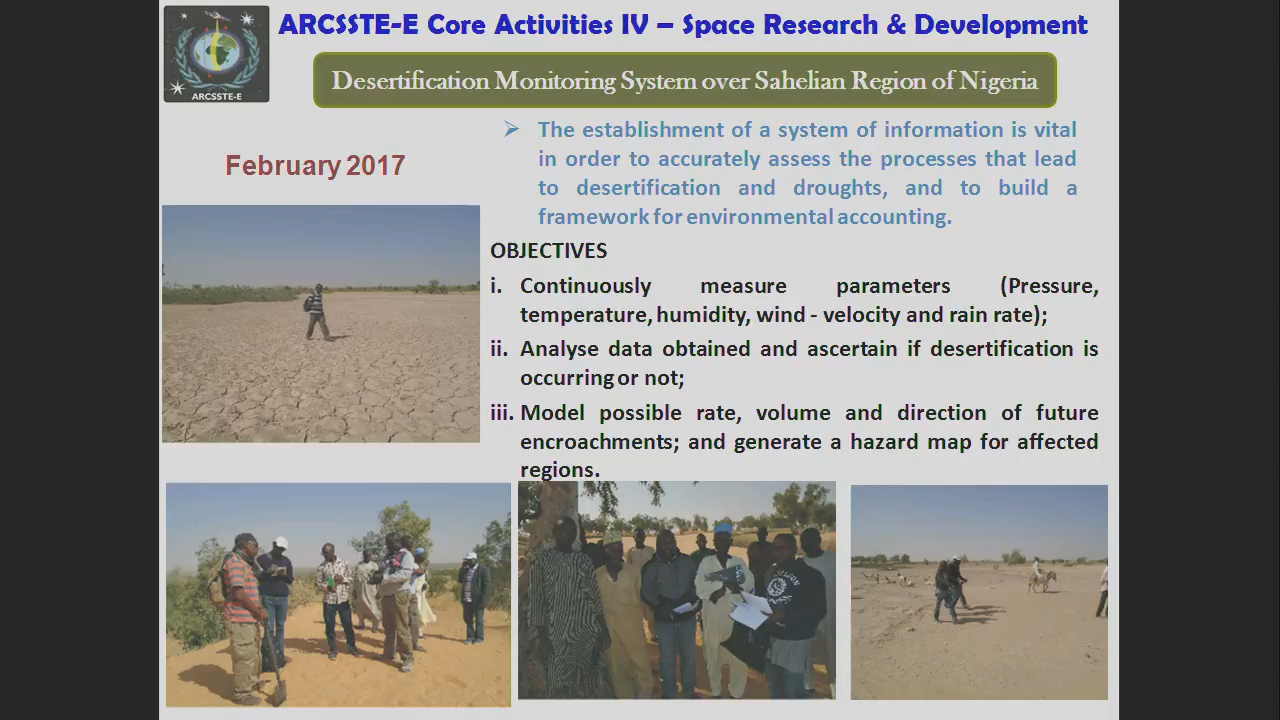 ARCSSTE-E Core Activities IV – Space Research & Development
ARCSSTE-E
Desertification Monitoring System over Sahelian Region of Nigeria
February 2017
➢ The establishment of a system of information is vital
in order to accurately assess the processes that lead
to desertification and droughts, and to build a
framework for environmental accounting.
OBJECTIVES
i. Continuously measure parameters (Pressure,
temperature, humidity, wind - velocity and rain rate);
ii. Analyse data obtained and ascertain if desertification is
occurring or not;
iii. Model possible rate, volume and direction of future
encroachments; and generate a hazard map for affected
regions.